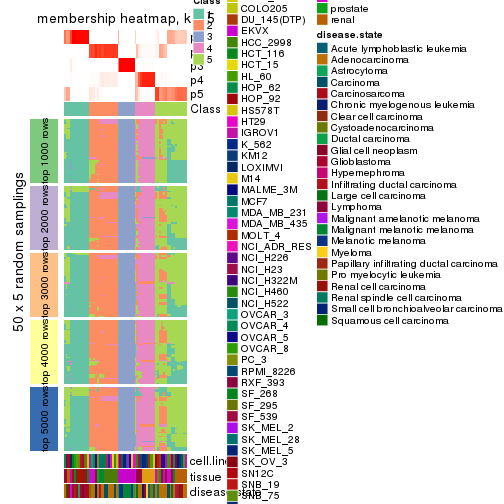 membership heatmap, k = 5
p1
p3
p4
p5
Class
50 x 5 random samplings
top 1000 rows
top 2000 rows
top 3000 rows
top 4000 rows
top 5000 rows
cell.line
tissue
disease.state
Class
1
2
3
4
5
COLO205
DU_145(DTP)
EKVX
HCC_2998
HCT_116
HCT_15
HL_60
HOP_62
HOP_92
HS578T
HT29
IGROV1
K_562
KM12
LOXIMVI
M14
MALME_3M
MCF7
MDA_MB_231
MDA_MB_435
MOLT_4
NCI_ADR_RES
NCI_H226
NCI_H23
NCI_H322M
NCI_H460
NCI_H522
OVCAR_3
OVCAR_4
OVCAR_5
OVCAR_8
PC_3
RPMI_8226
RXF_393
SF_268
SF_295
SF_539
SK_MEL_2
SK_MEL_28
SK_MEL_5
SK_OV_3
SN12C
SNB_19
SNB_75
prostate
renal
disease.state
Acute lymphoblastic leukemia
Adenocarcinoma
Astrocytoma
Carcinoma
Carcinosarcoma
Chronic myelogenous leukemia
Clear cell carcinoma
Cystoadenocarcinoma
Ductal carcinoma
Glial cell neoplasm
Glioblastoma
Hypernephroma
Infiltrating ductal carcinoma
Large cell carcinoma
Lymphoma
Malignant amelanotic melanoma
Malignant melanotic melanoma
Melanotic melanoma
Myeloma
Papillary infiltrating ductal carcinoma
Pro myelocytic leukemia
Renal cell carcinoma
Renal spindle cell carcinoma
Small cell bronchioalveolar carcinoma
Squamous cell carcinoma